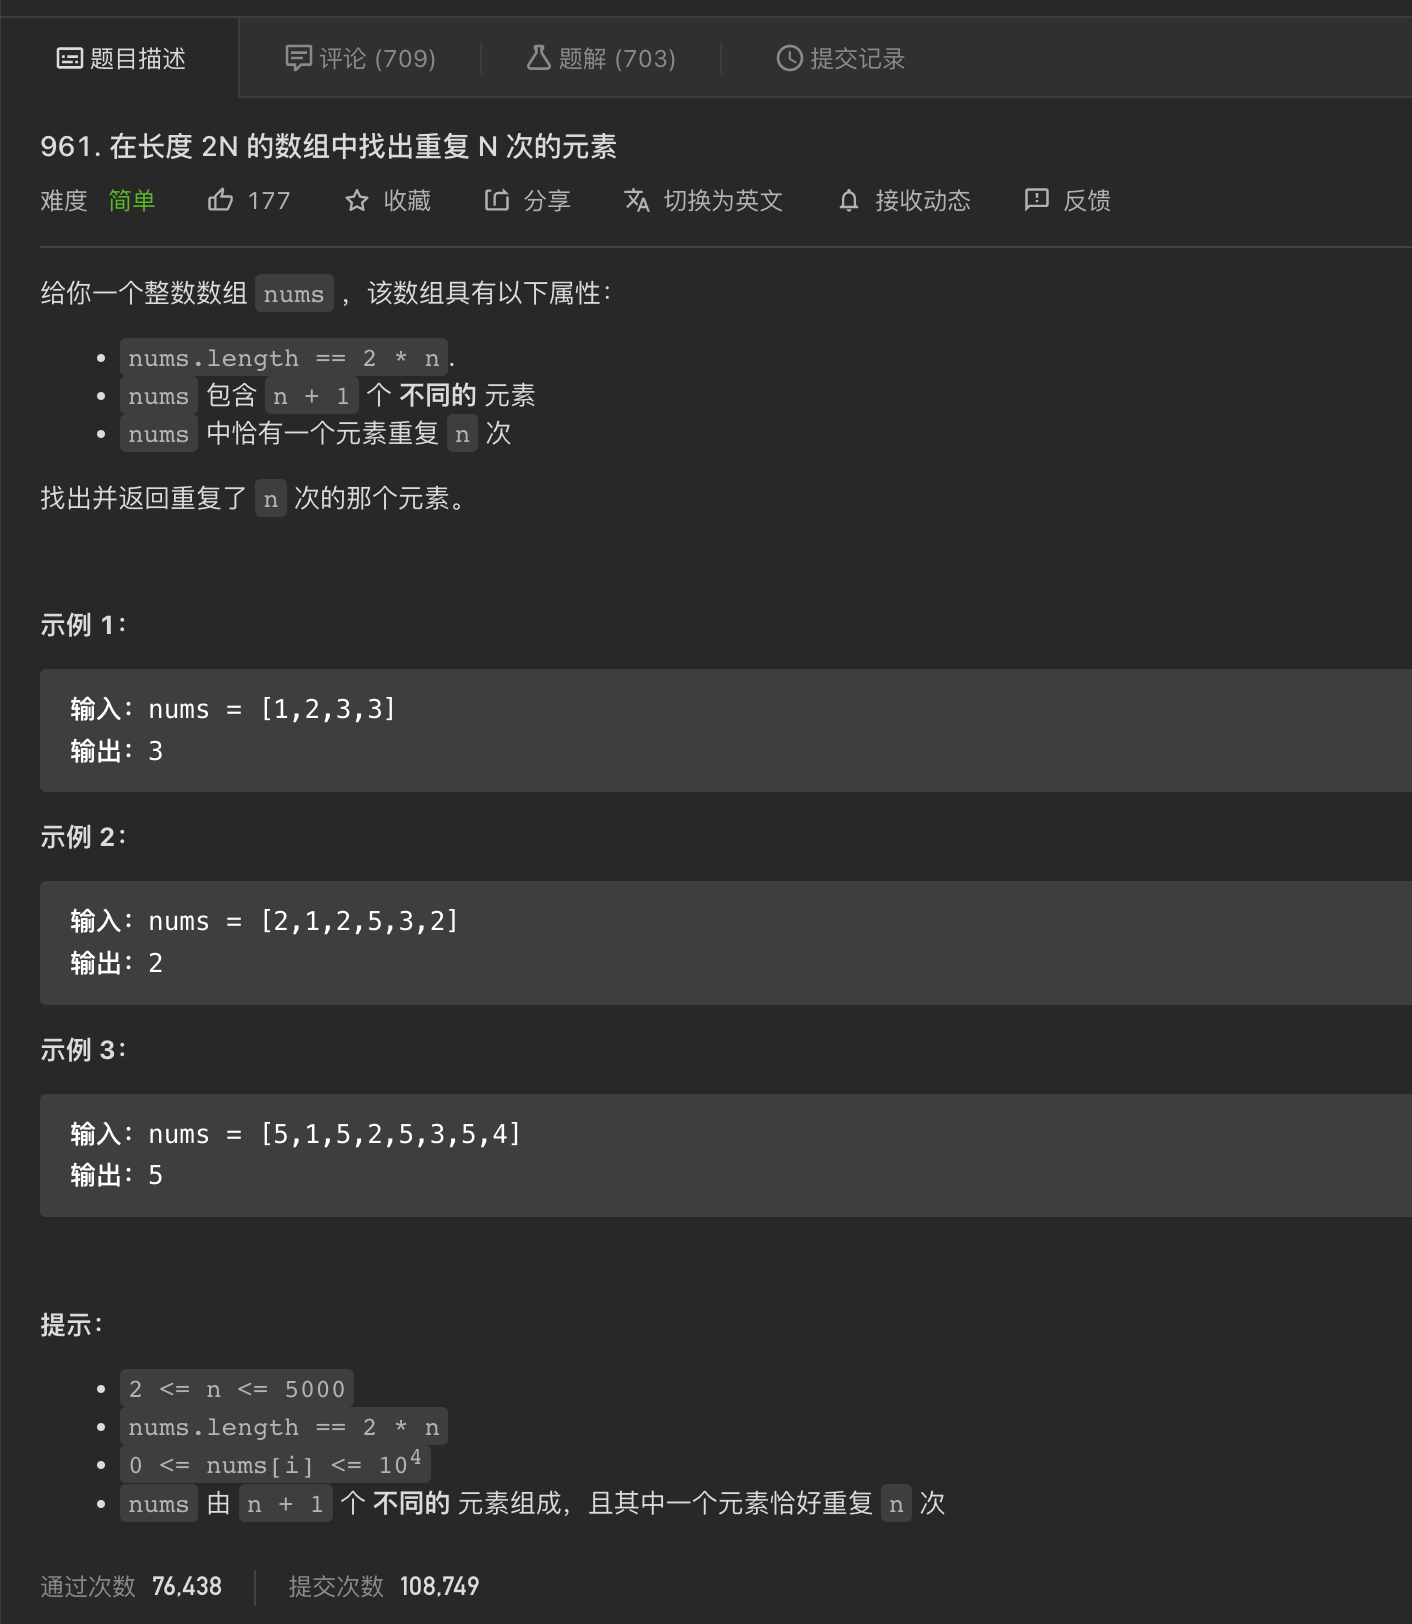 题目描述 评论 (709) 题解 (703) 提交记录
961. 在长度 2N 的数组中找出重复 N 次的元素
难度 简单 177 收藏 分享 切换为英文 接收动态 反馈
给你一个整数数组 nums ，该数组具有以下属性：
• nums.length == 2 * n.
• nums 包含 n + 1 个 不同的 元素
• nums 中恰有一个元素重复 n 次
找出并返回重复了 n 次的那个元素。
示例 1：
输入：nums = [1,2,3,3]
输出：3
示例 2：
输入：nums = [2,1,2,5,3,2]
输出：2
示例 3：
输入：nums = [5,1,5,2,5,3,5,4]
输出：5
提示：
• 2 <= n <= 5000
• nums.length == 2 * n
• 0 <= nums[i] <= 10⁴
• nums 由 n + 1 个 不同的 元素组成，且其中一个元素恰好重复 n 次
通过次数 76,438 提交次数 108,749